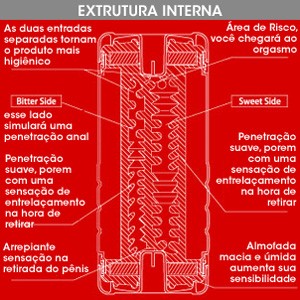 EXTRUTURA INTERNA
As duas entradas
separadas tornam
o produto mais
higiênico
Bitter Side
esse lado
simulará uma
penetração anal
Penetração
suave, porem
com uma
sensação de
entrelaçamento
na hora de
retirar
Arrepiante
sensação na
retirada do pênis
Área de Risco,
você chegará ao
orgasmo
Sweet Side
Penetração
suave, porem
com uma sensação
de entrelaçamento
na hora de
retirar
Almofada
macia e úmida
aumenta sua
sensibilidade